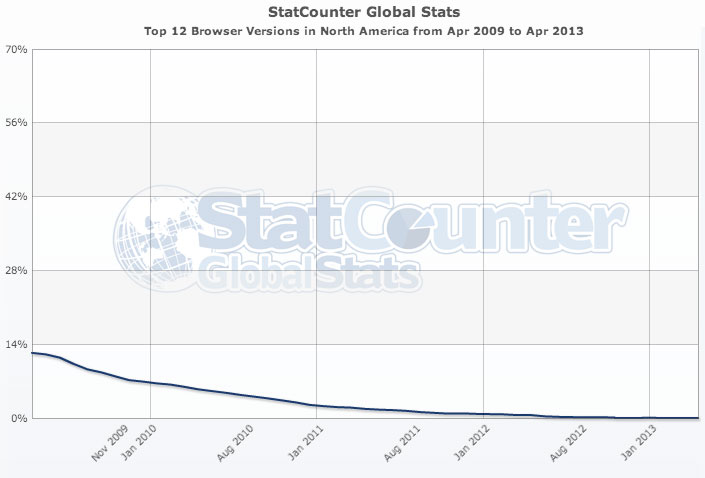 StatCounter Global Stats
Top 12 Browser Versions in North America from Apr 2009 to Apr 2013
70%
56%
42%
28%
14%
0%
StatCounter
GlobalStats
Nov 2009
Jan 2010
Aug 2010
Jan 2011
Aug 2011
Jan 2012
Aug 2012
Jan 2013